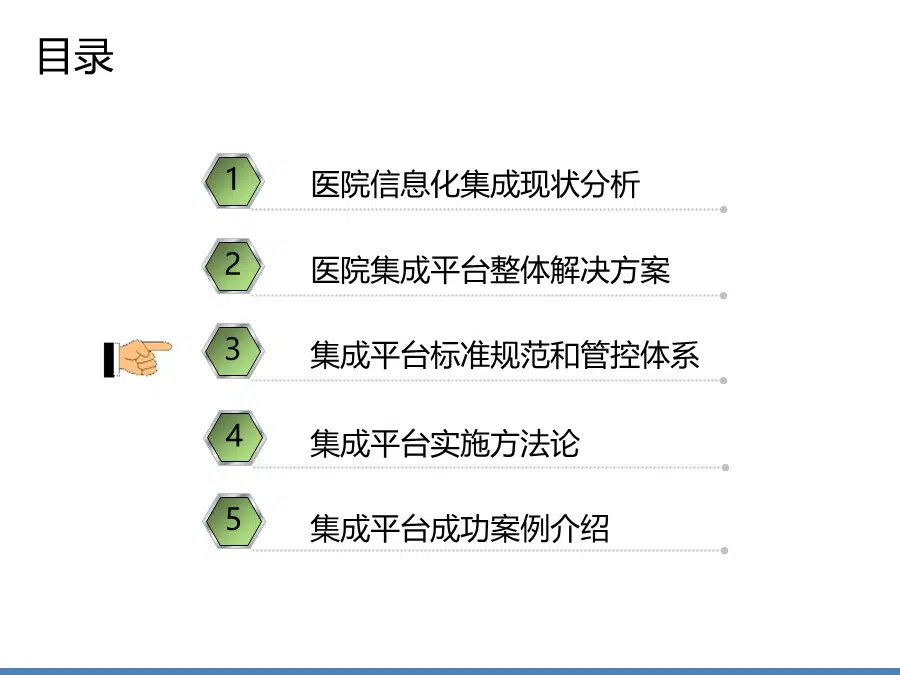 目录
1 医院信息化集成现状分析
2 医院集成平台整体解决方案
3 集成平台标准规范和管控体系
4 集成平台实施方法论
5 集成平台成功案例介绍